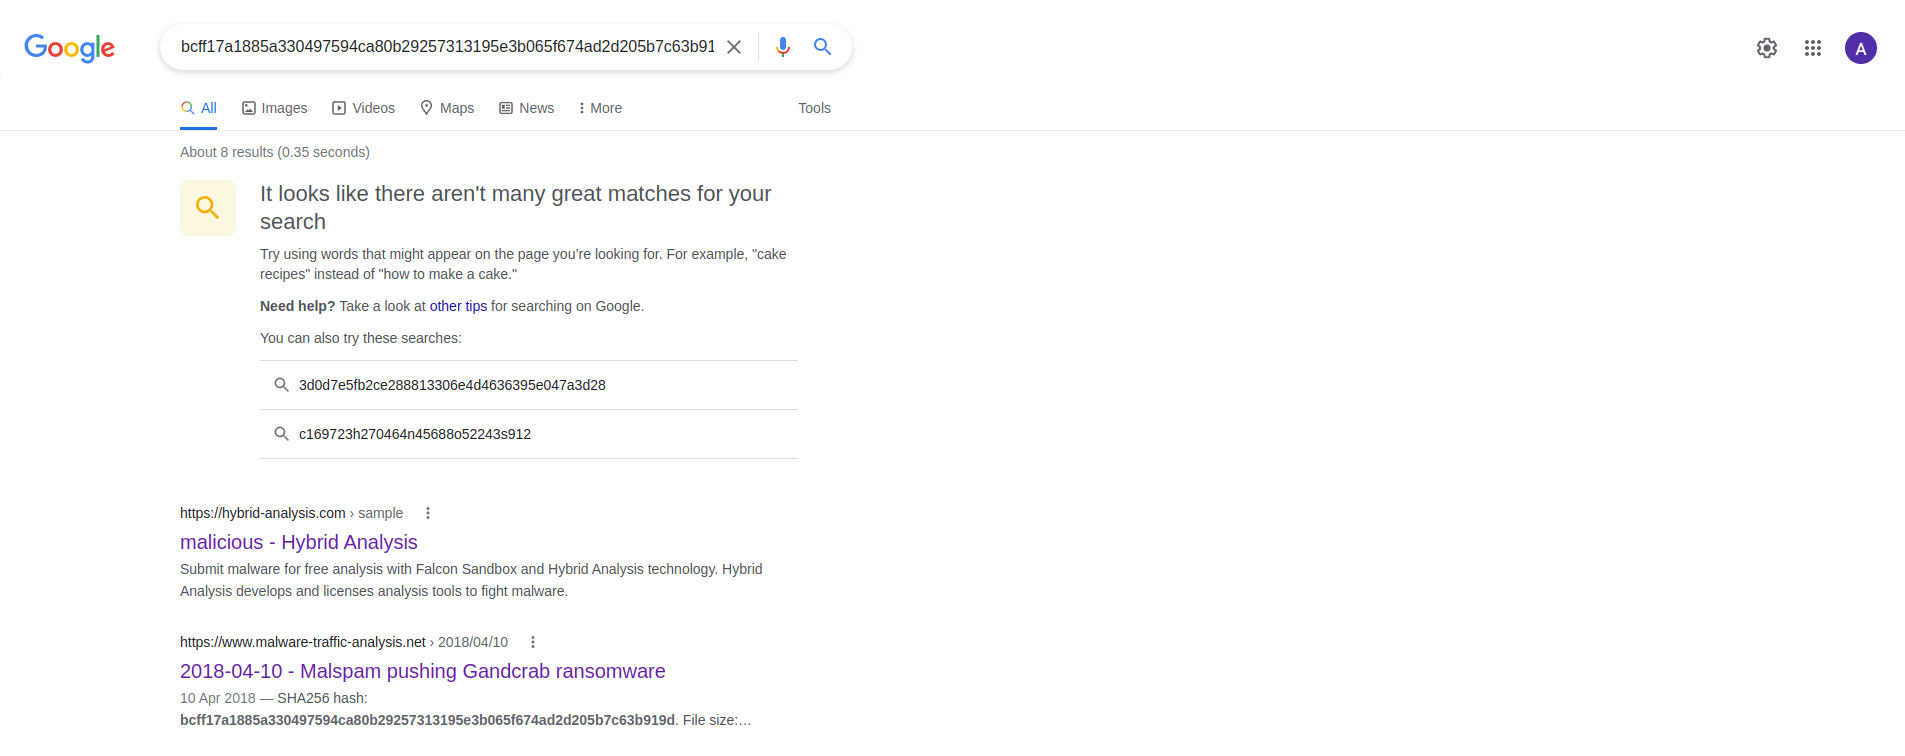 Google
bcff17a1885a330497594ca80b29257313195e3b065f674ad2d205b7c63b91
A
All Images Videos Maps News More Tools
About 8 results (0.35 seconds)
It looks like there aren't many great matches for your
search
Try using words that might appear on the page you're looking for. For example, "cake
recipes" instead of "how to make a cake."
Need help? Take a look at other tips for searching on Google.
You can also try these searches:
3d0d7e5fb2ce288813306e4d4636395e047a3d28
c169723h270464n45688o52243s912
https://hybrid-analysis.com › sample
malicious - Hybrid Analysis
Submit malware for free analysis with Falcon Sandbox and Hybrid Analysis technology. Hybrid
Analysis develops and licenses analysis tools to fight malware.
https://www.malware-traffic-analysis.net › 2018/04/10
2018-04-10 - Malspam pushing Gandcrab ransomware
10 Apr 2018 — SHA256 hash:
bcff17a1885a330497594ca80b29257313195e3b065f674ad2d205b7c63b919d. File size:…